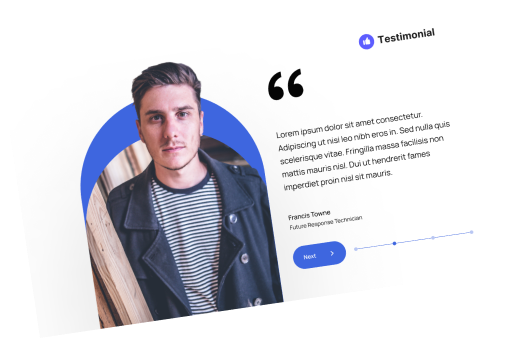 Testimonial
“
Lorem ipsum dolor sit amet consectetur.
Adipiscing ut nisi leo nibh eros in. Sed nulla quis
scelerisque vitae. Fringilla massa facilisis non
mattis mauris nisl. Dui ut hendrerit fames
imperdiet proin nisl sit mauris.
Francis Towne
Future Response Technician
Next